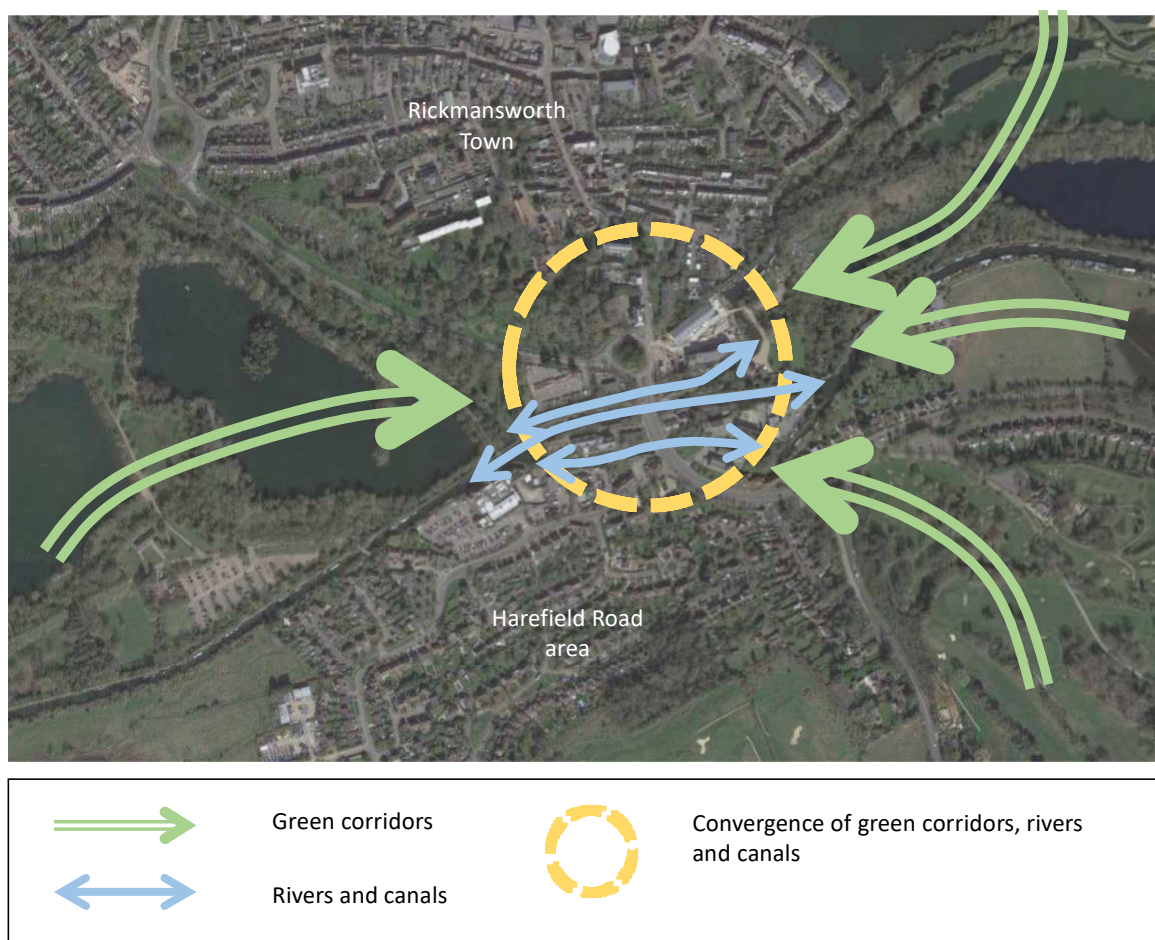 Rickmansworth
Town
Harefield Road
area
Green corridors
Rivers and canals
Convergence of green corridors, rivers
and canals